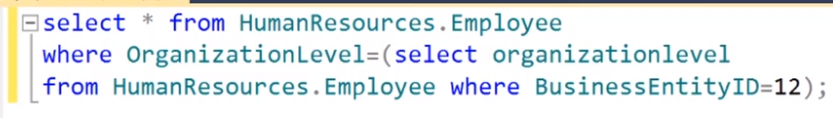 select * from HumanResources.Employee
where OrganizationLevel=(select organizationlevel
from HumanResources.Employee where BusinessEntityID=12);